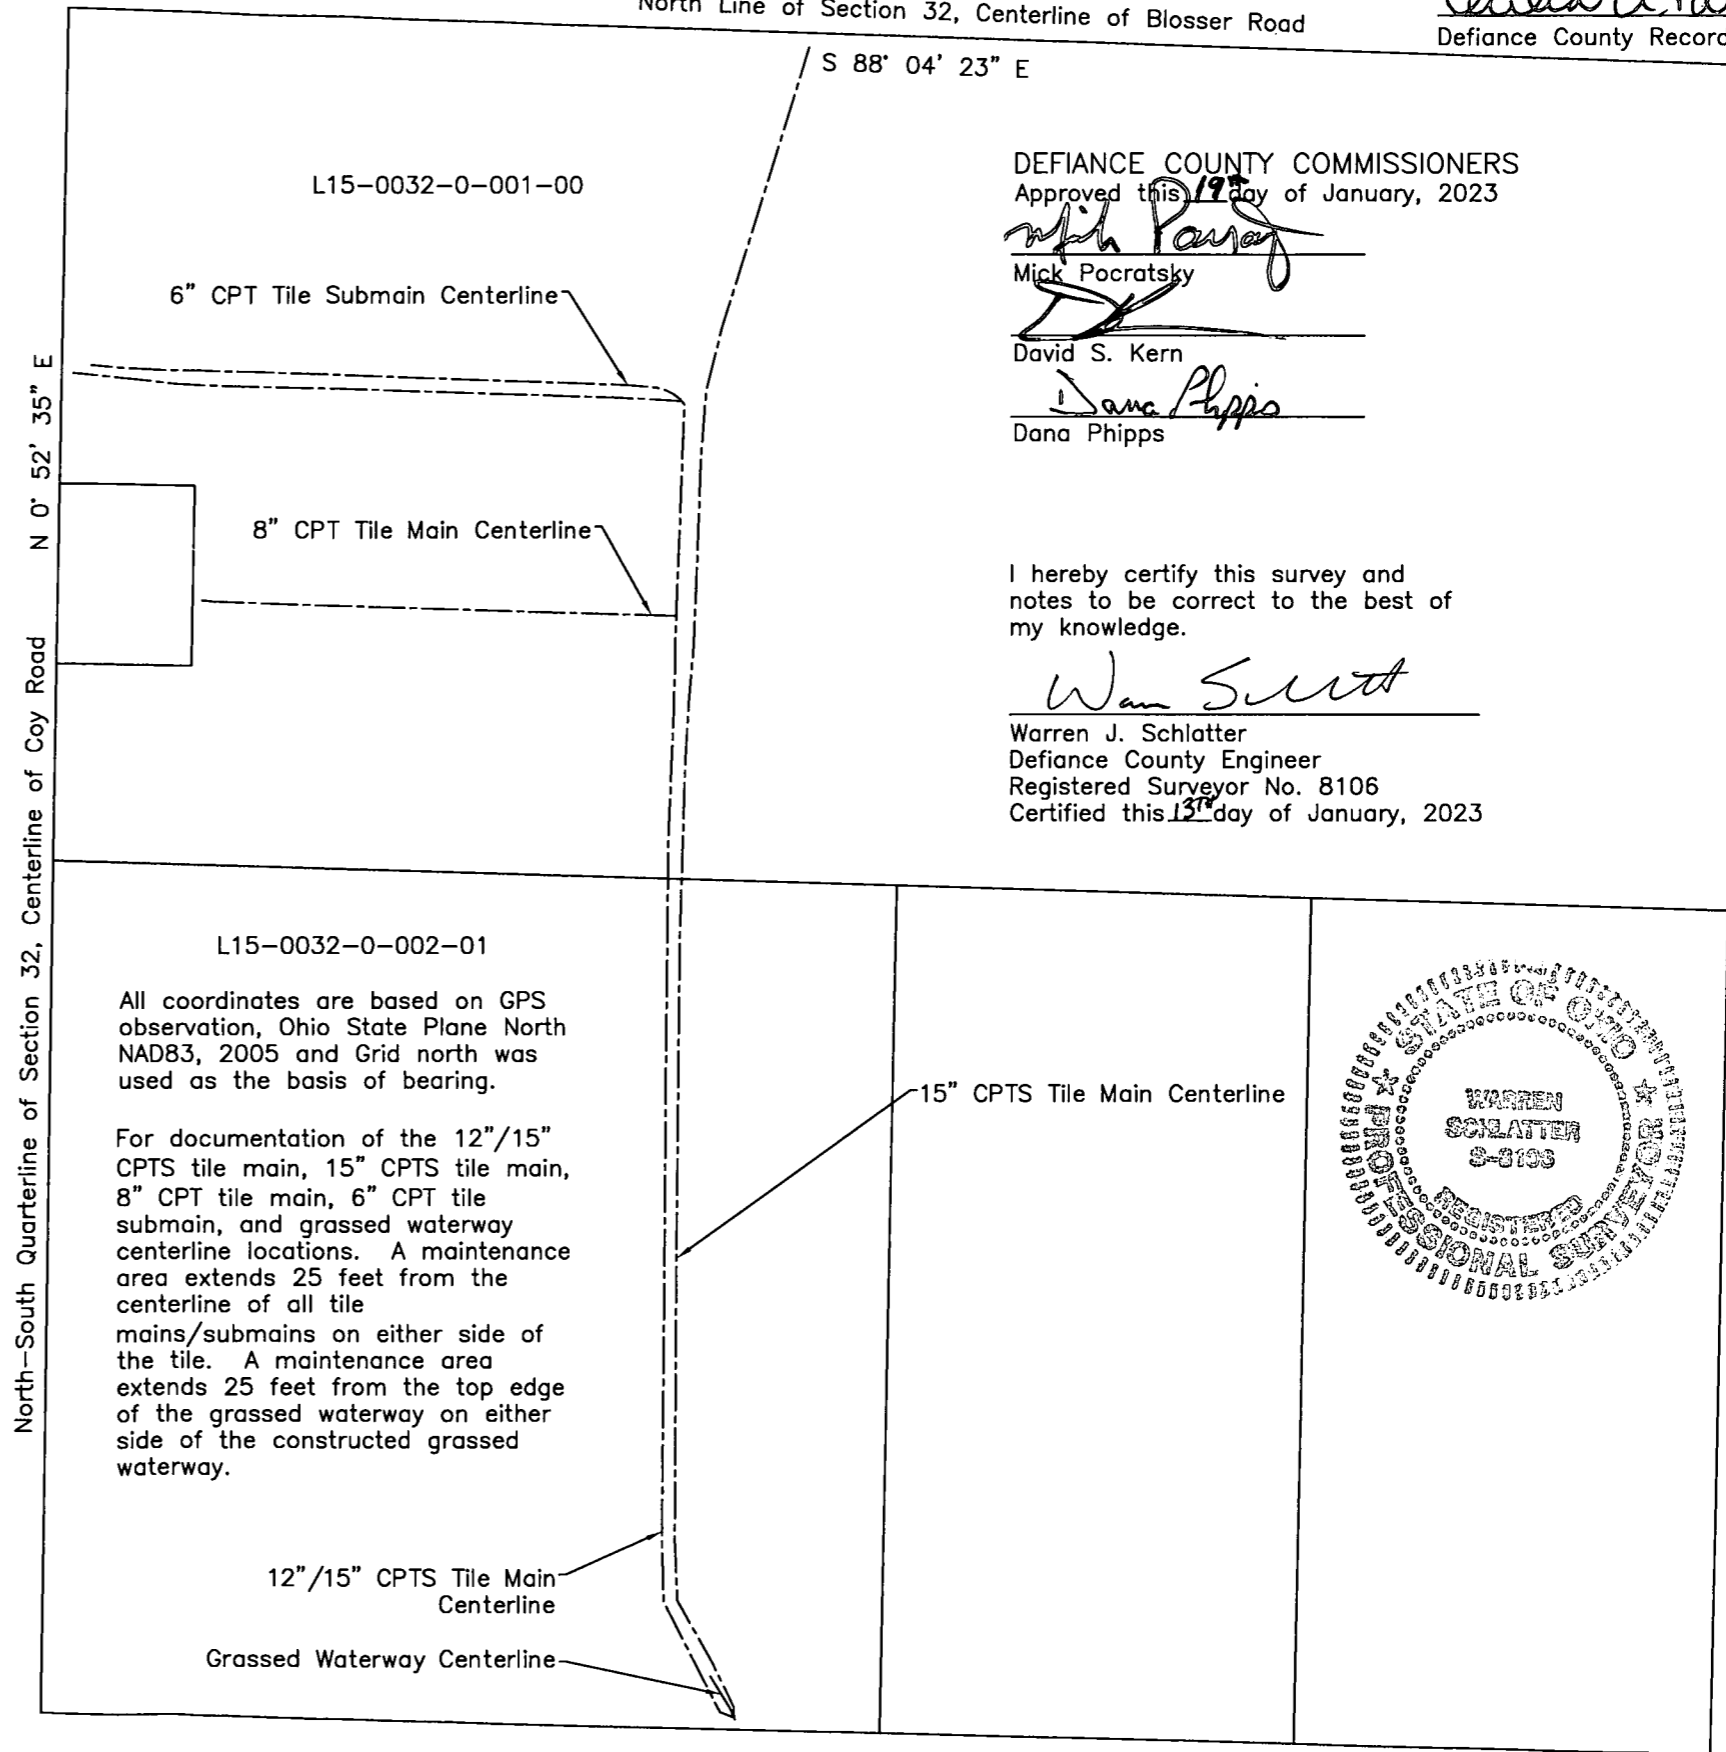 North Line of Section 32, Centerline of Blosser Road
Defiance County
S 88° 04' 23" E
L15-0032-0-001-00
DEFIANCE COUNTY COMMISSIONERS
Approved this 19th day of January, 2023
Mick Pocratsky
David S. Kern
Dana Phipps
Dana Phipps
6" CPT Tile Submain Centerline
N 0° 52' 35" E
8" CPT Tile Main Centerline
I hereby certify this survey and
notes to be correct to the best of
my knowledge.
Warren J. Schlatter
Defiance County Engineer
Registered Surveyor No. 8106
Certified this 13TH day of January, 2023
North-South Quarterline of Section 32, Centerline of Coy Road
L15-0032-0-002-01
All coordinates are based on GPS
observation, Ohio State Plane North
NAD83, 2005 and Grid north was
used as the basis of bearing.
For documentation of the 12"/15"
CPTS tile main, 15" CPTS tile main,
8" CPT tile main, 6" CPT tile
submain, and grassed waterway
centerline locations.  A maintenance
area extends 25 feet from the
centerline of all tile
mains/submains on either side of
the tile.  A maintenance area
extends 25 feet from the top edge
of the grassed waterway on either
side of the constructed grassed
waterway.
15" CPTS Tile Main Centerline
STATE OF OHIO
WARREN
SCHLATTER
S-8106
REGISTERED
PROFESSIONAL SURVEYOR
12"/15" CPTS Tile Main
Centerline
Grassed Waterway Centerline